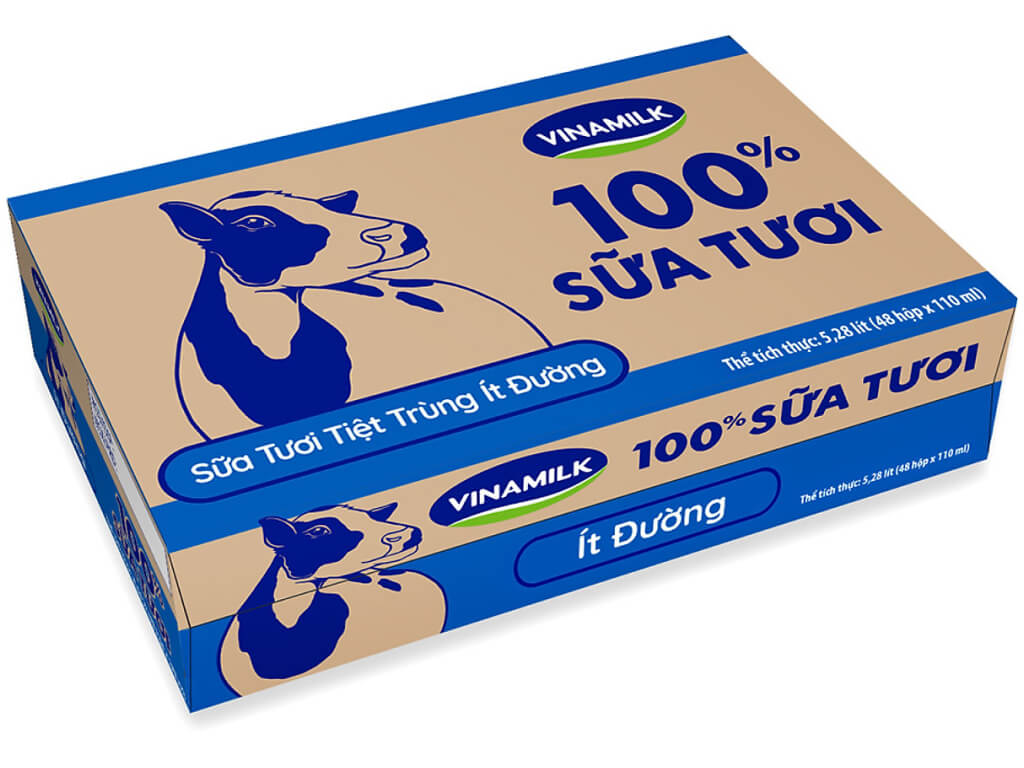 VINAMILK
100%
SỮA TƯƠI
Sữa Tươi Tiệt Trùng Ít Đường
Thể tích thực: 5,28 lít (48 hộp x 110 ml)
VINAMILK
100% SỮA TƯƠI
Ít Đường
Thể tích thực: 5,28 lít (48 hộp x 110 ml)